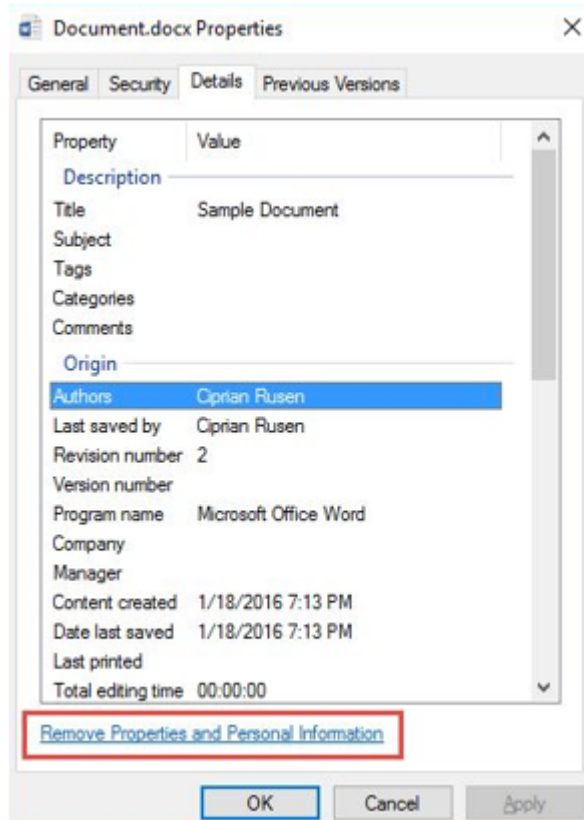 Document.docx Properties
General Security Details Previous Versions
Property Value
Description
Title Sample Document
Subject
Tags
Categories
Comments
Origin
Authors Ciprian Rusen
Last saved by Ciprian Rusen
Revision number 2
Version number
Program name Microsoft Office Word
Company
Manager
Content created 1/18/2016 7:13 PM
Date last saved 1/18/2016 7:13 PM
Last printed
Total editing time 00:00:00
Remove Properties and Personal Information
OK Cancel Apply